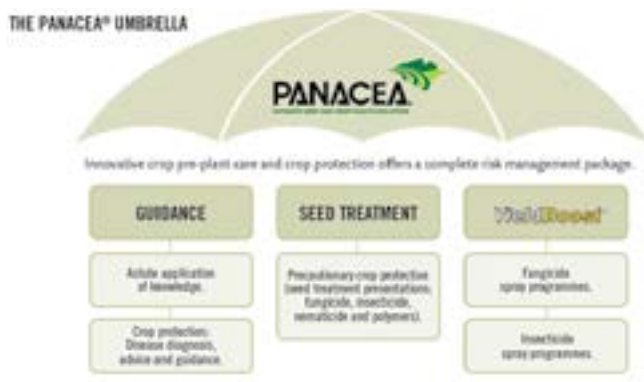 THE PANACEA® UMBRELLA
PANACEA
Innovative crop pre-plant care and crop protection offers a complete risk management package.
GUIDANCE
Astute application
of knowledge.
Crop protection:
Disease diagnosis,
advice and guidance.
SEED TREATMENT
Precautionary crop protection
(seed treatment presentations:
fungicide, insecticide,
nematicide and polymers).
YieldBoost
Fungicide
spray programmes.
Insecticide
spray programmes.